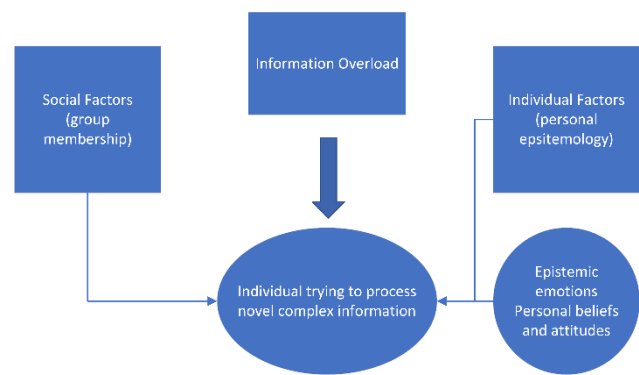 Information Overload
Social Factors
(group
membership)
Individual Factors
(personal
epsitemology)
Individual trying to process
novel complex information
Epistemic
emotions
Personal beliefs
and attitudes